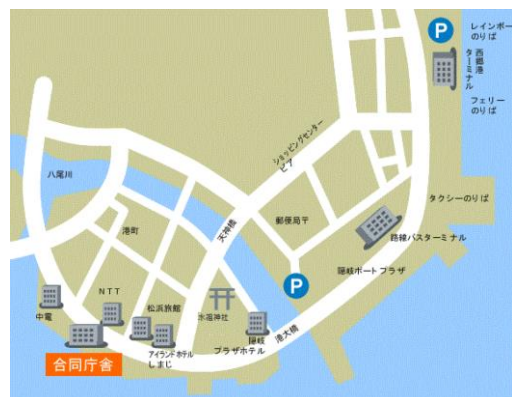 P
レインボー
のりば
西郷港
ターミナル
フェリー
のりば
ショッピングセンター
ピア
八尾川
タクシーのりば
港町
天神橋
郵便局〒
路線バスターミナル
隠岐ポートプラザ
P
NTT
中電
松浜旅館
水祖神社
隠岐
プラザホテル
港大橋
アイランドホテル
しまじ
合同庁舎